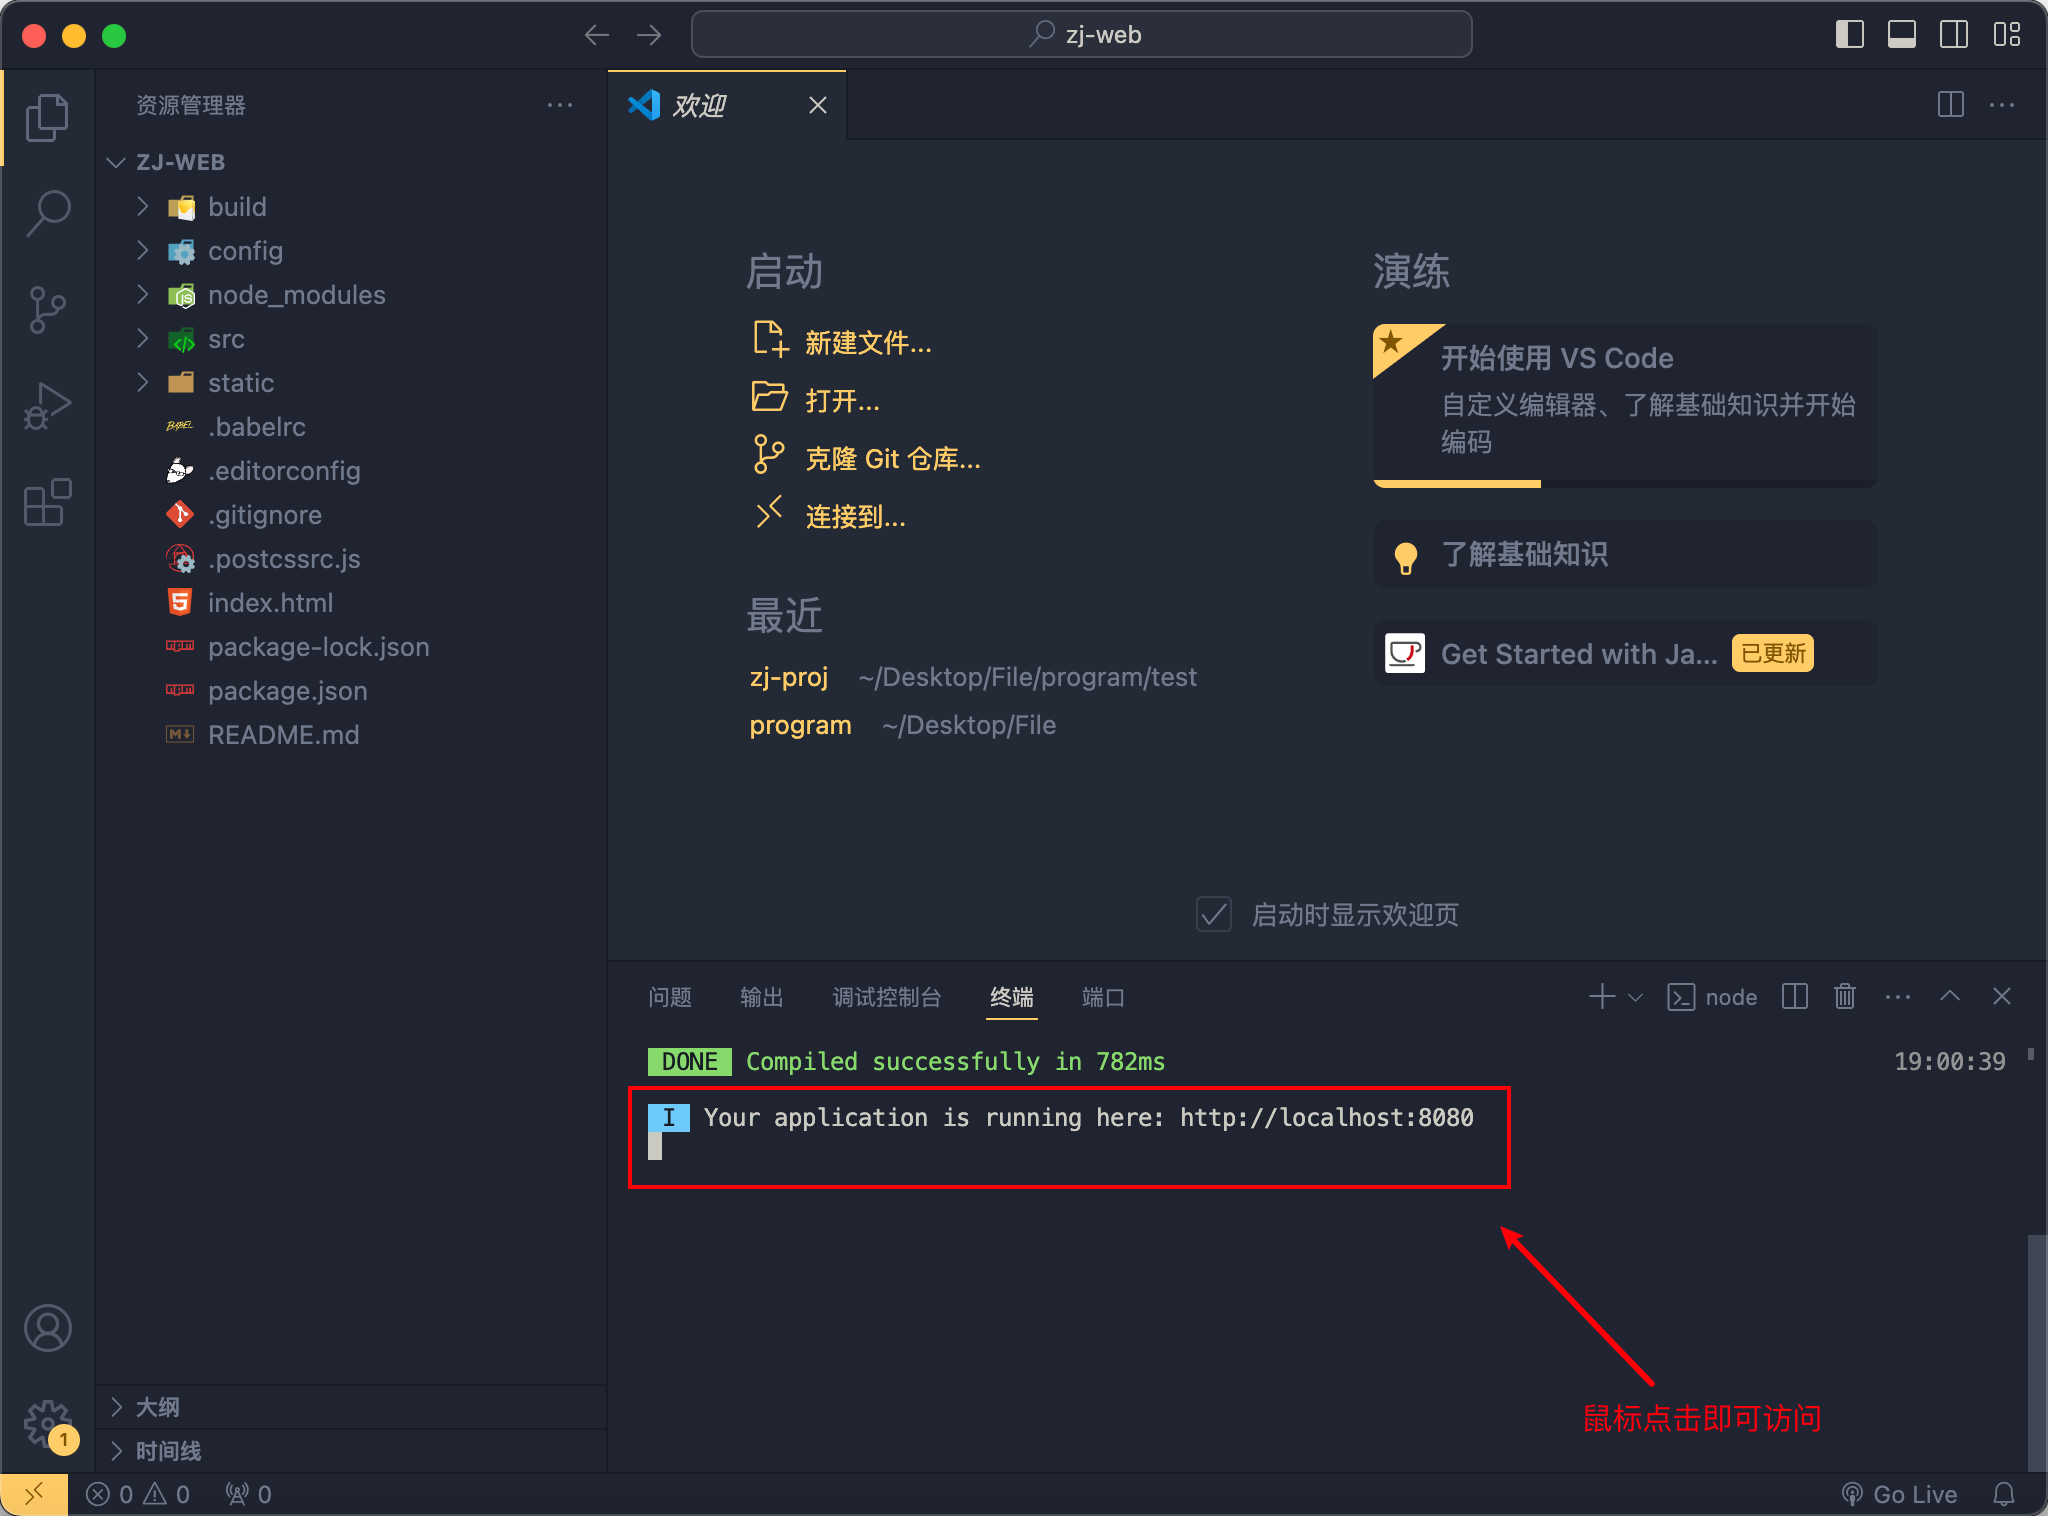 zj-web
资源管理器
欢迎
ZJ-WEB
build
config
node_modules
src
static
.babelrc
.editorconfig
.gitignore
.postcssrc.js
index.html
package-lock.json
package.json
README.md
大纲
时间线
启动
新建文件...
打开...
克隆 Git 仓库...
连接到...
最近
zj-proj ~/Desktop/File/program/test
program ~/Desktop/File
演练
开始使用 VS Code
自定义编辑器、了解基础知识并开始
编码
了解基础知识
Get Started with Ja... 已更新
启动时显示欢迎页
问题 输出 调试控制台 终端 端口 node
DONE Compiled successfully in 782ms 19:00:39
I Your application is running here: http://localhost:8080
鼠标点击即可访问
1
0 0 0 Go Live